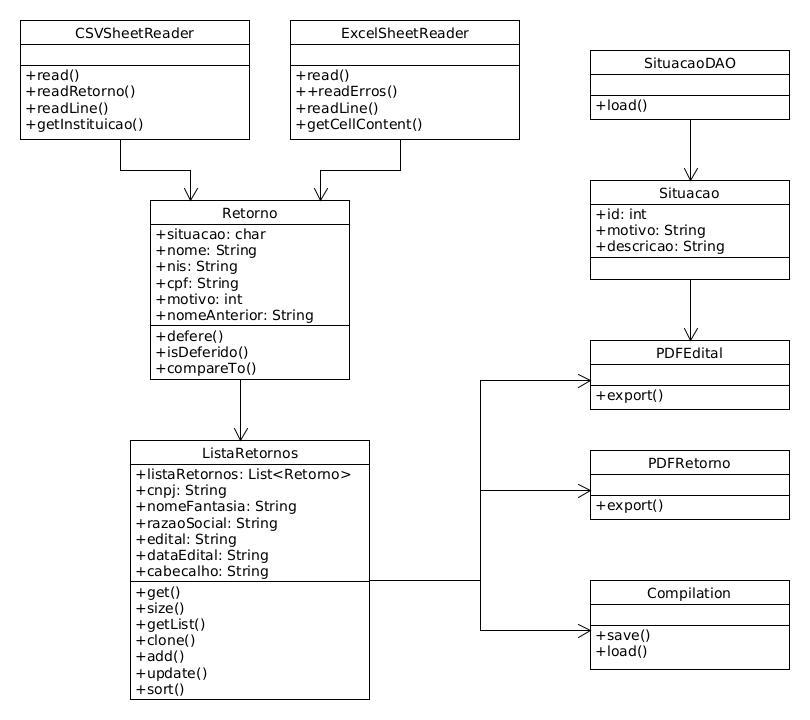 CSVSheetReader
+read()
+readRetorno()
+readLine()
+getInstituicao()
ExcelSheetReader
+read()
++readErros()
+readLine()
+getCellContent()
SituacaoDAO
+load()
Situacao
+id: int
+motivo: String
+descricao: String
Retorno
+situacao: char
+nome: String
+nis: String
+cpf: String
+motivo: int
+nomeAnterior: String
+defere()
+isDeferido()
+compareTo()
PDFEdital
+export()
ListaRetornos
+listaRetornos: List<Retorno>
+cnpj: String
+nomeFantasia: String
+razaoSocial: String
+edital: String
+dataEdital: String
+cabecalho: String
+get()
+size()
+getList()
+clone()
+add()
+update()
+sort()
PDFRetorno
+export()
Compilation
+save()
+load()